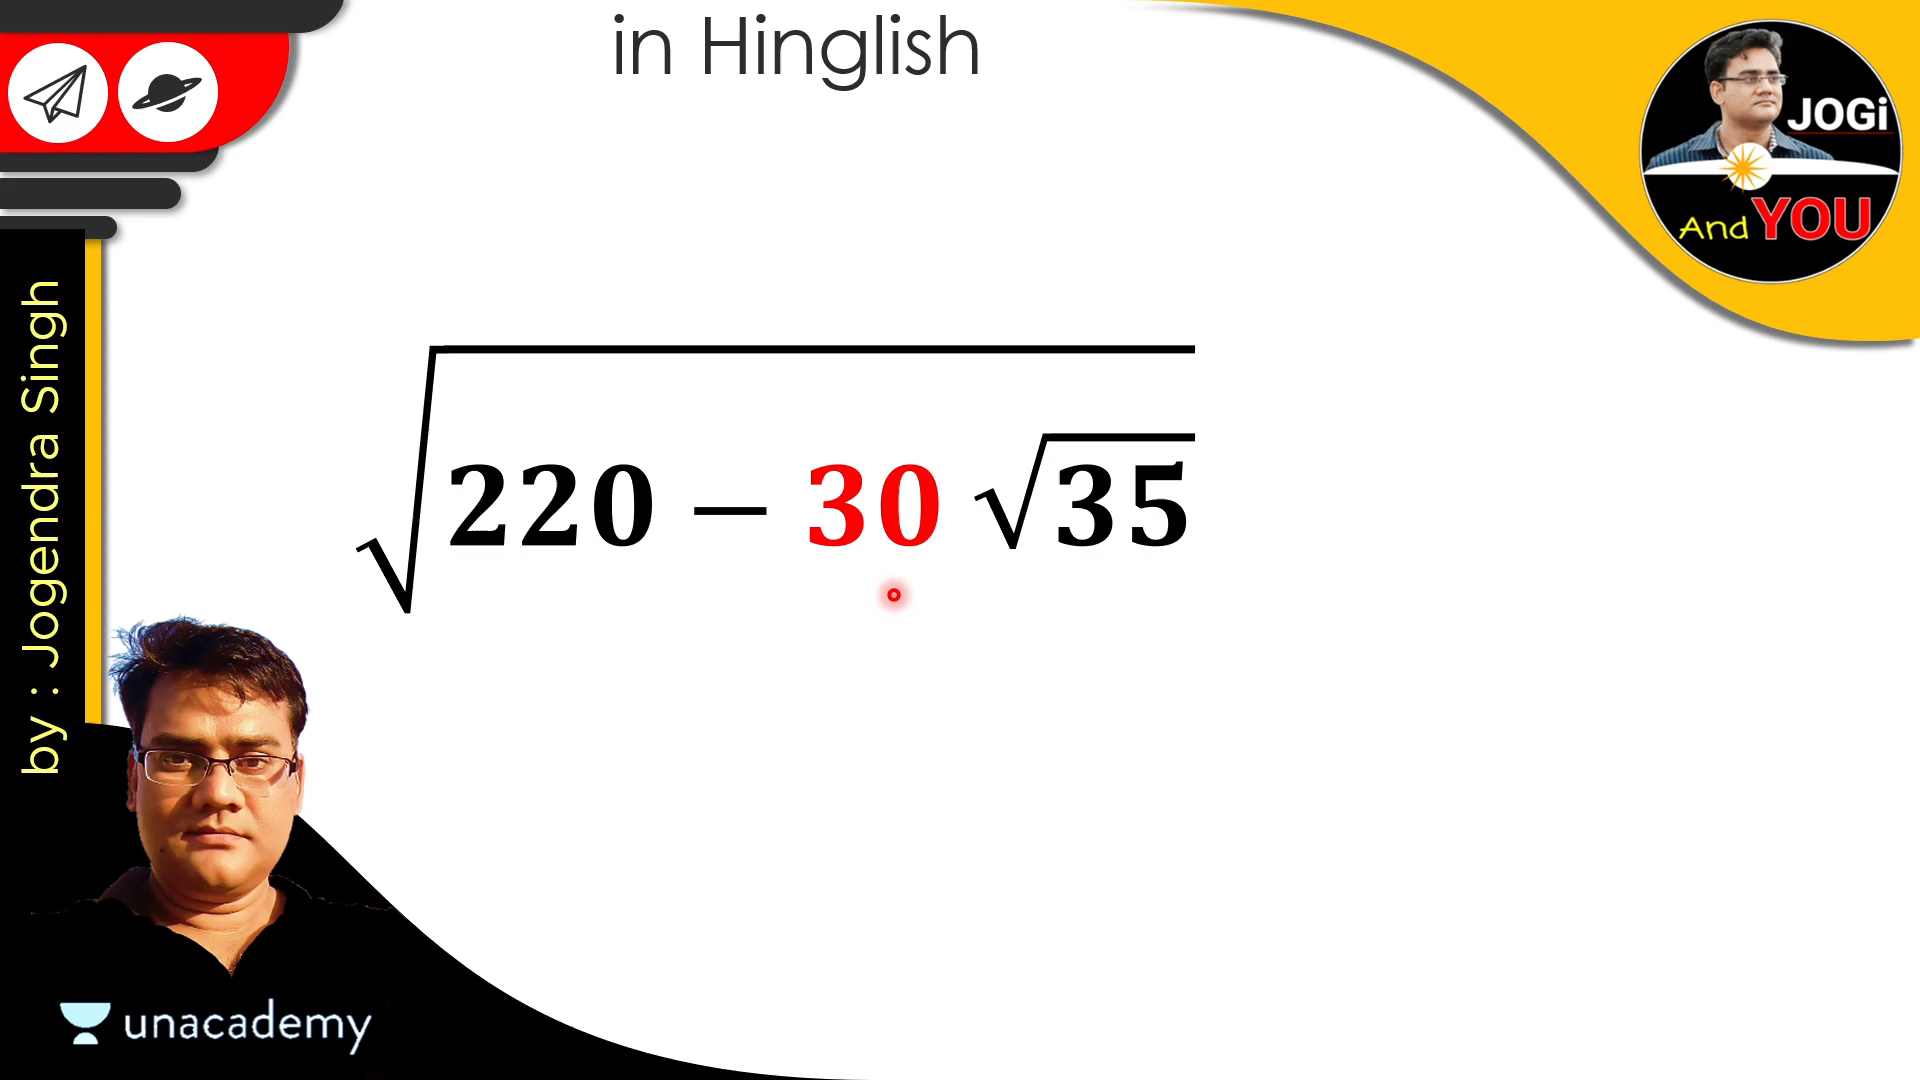 in Hinglish
JOGi
And YOU
by : Jogendra Singh
√(220 − 30 √35)
unacademy